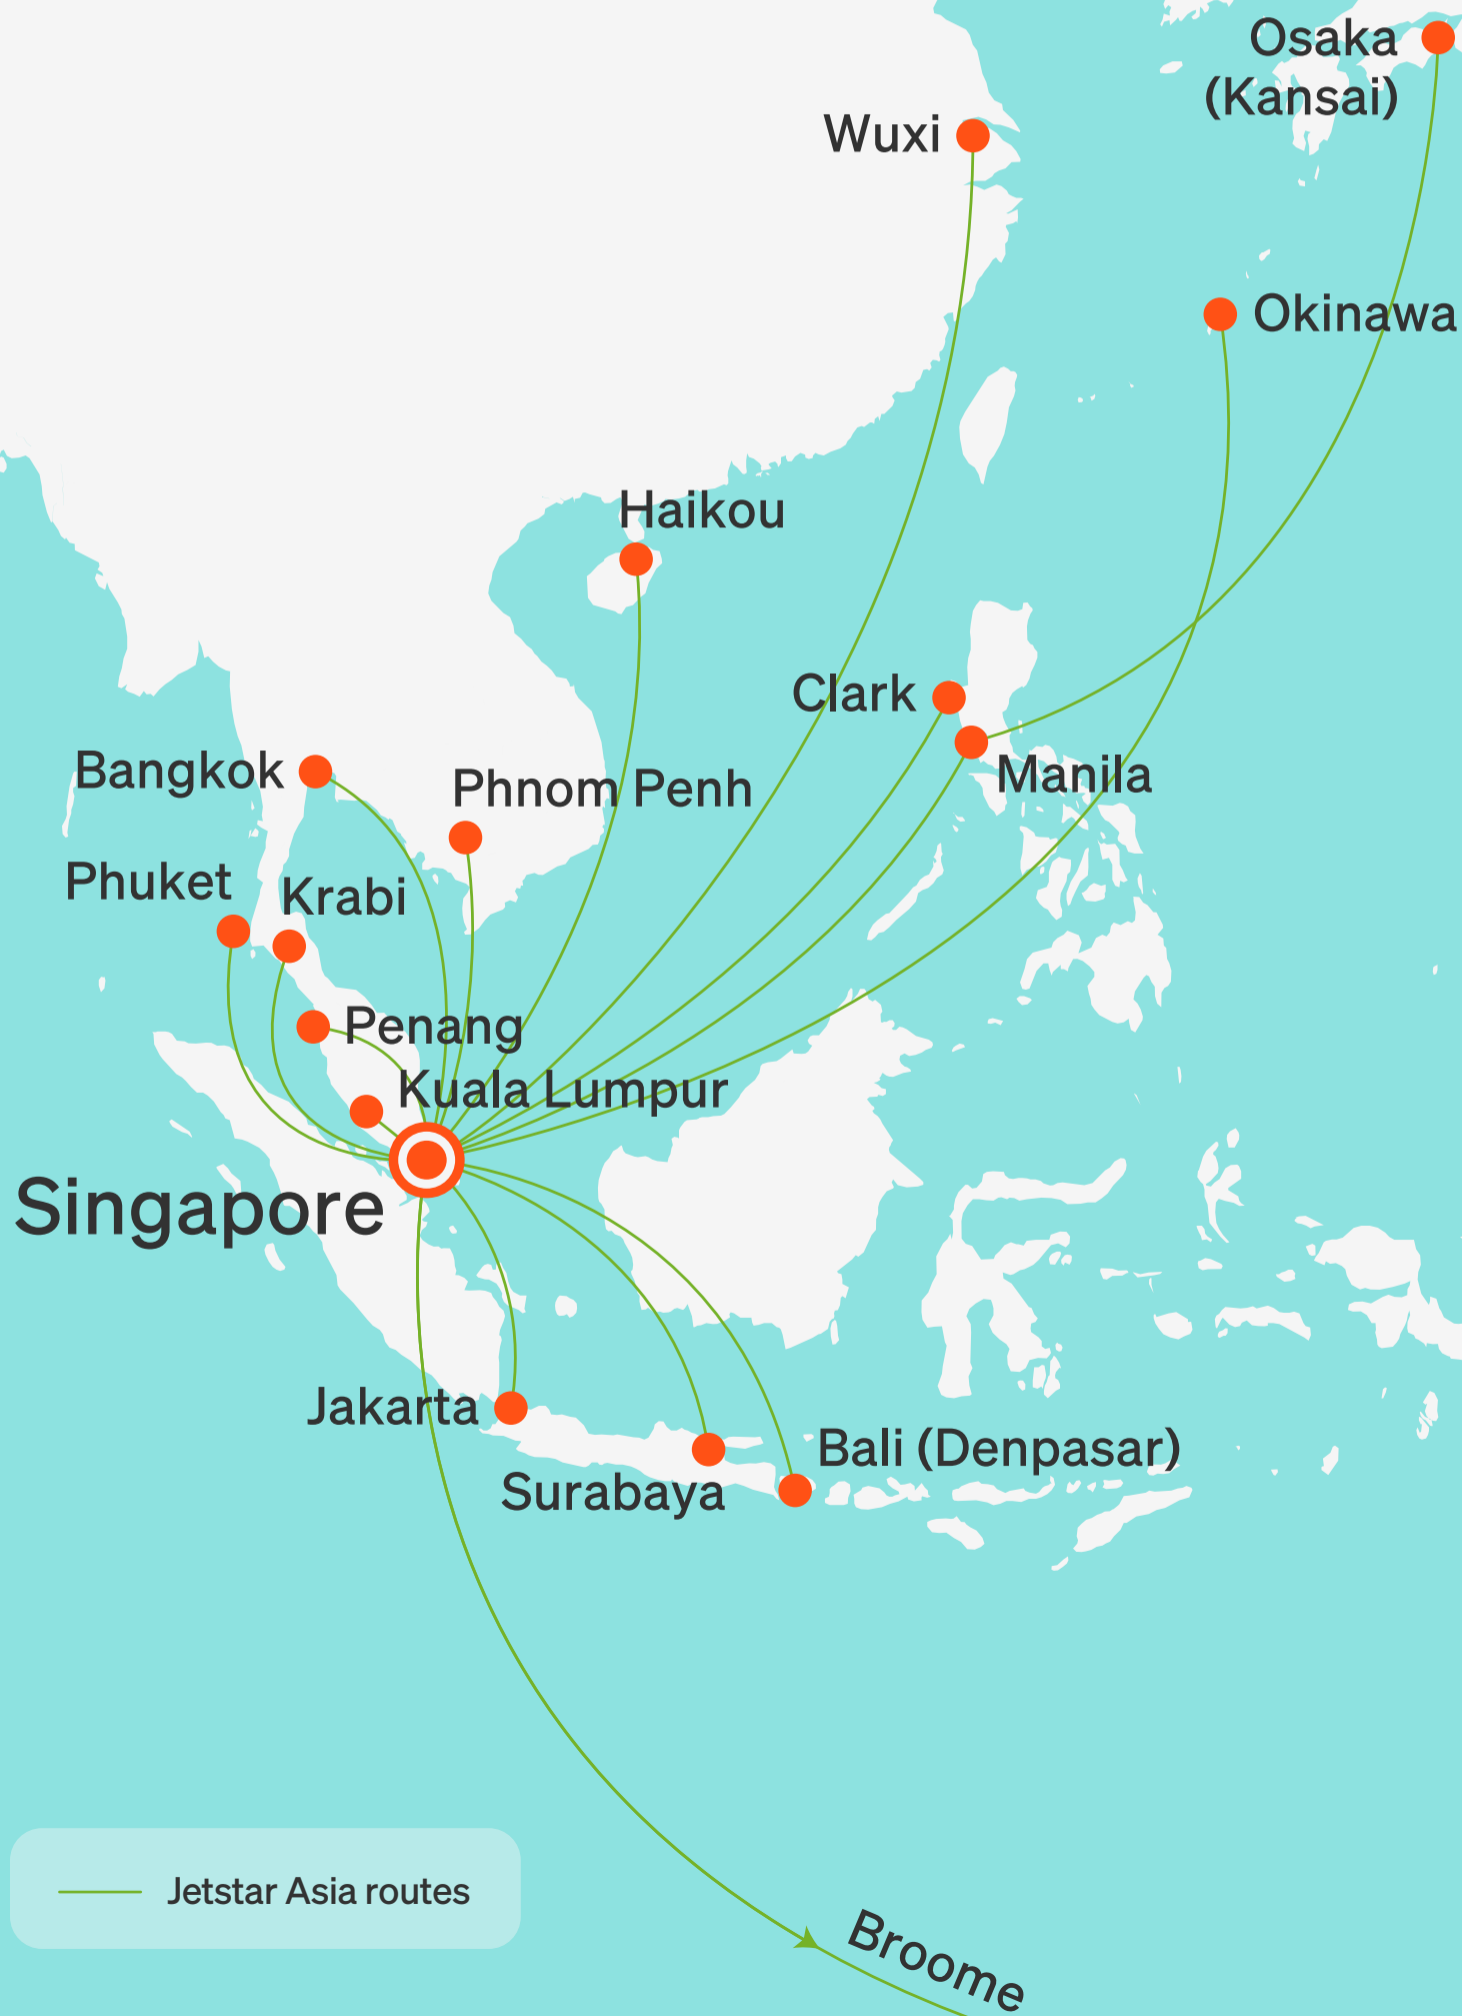 Osaka
(Kansai)
Wuxi
Okinawa
Haikou
Clark
Manila
Bangkok
Phnom Penh
Phuket
Krabi
Penang
Kuala Lumpur
Singapore
Jakarta
Bali (Denpasar)
Surabaya
Jetstar Asia routes
Broome